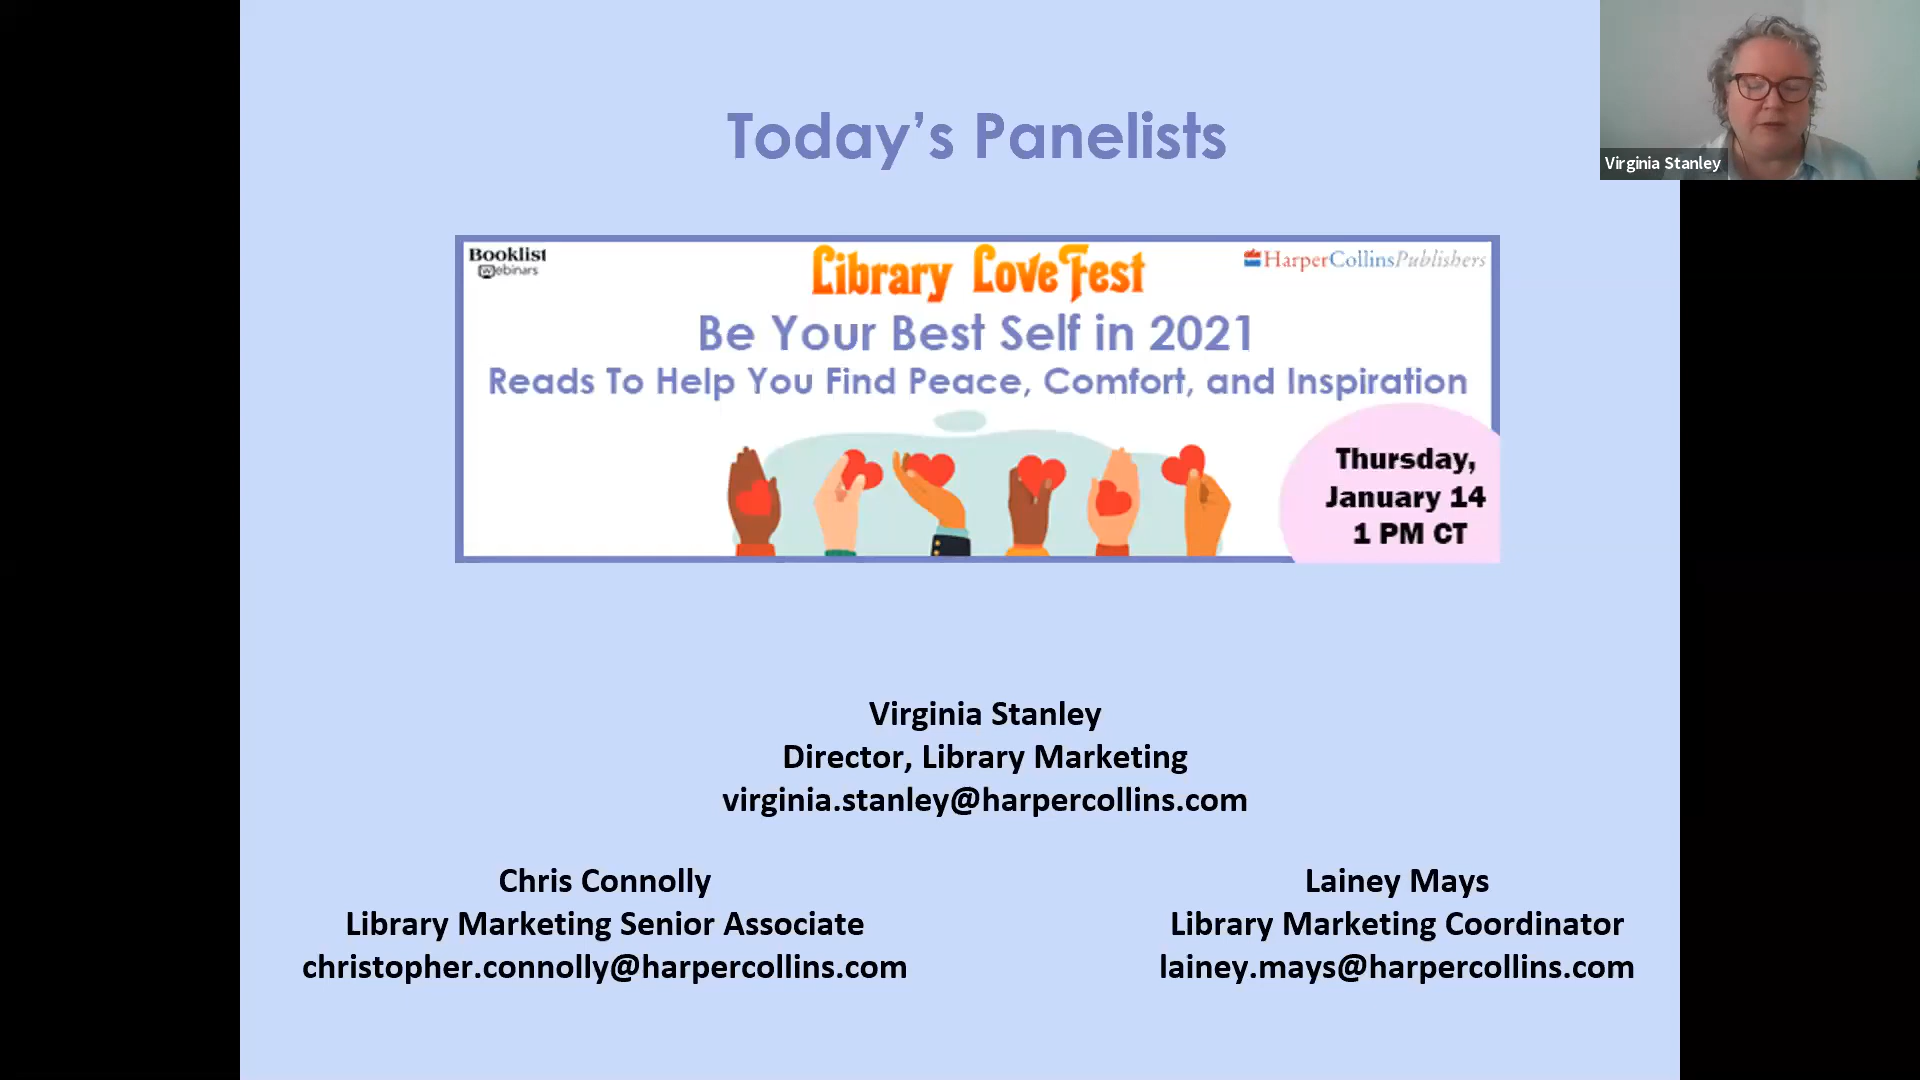 Today's Panelists
Virginia Stanley
Booklist
Webinars
Library LoveFest
HarperCollinsPublishers
Be Your Best Self in 2021
Reads To Help You Find Peace, Comfort, and Inspiration
Thursday,
January 14
1 PM CT
Virginia Stanley
Director, Library Marketing
virginia.stanley@harpercollins.com
Chris Connolly
Library Marketing Senior Associate
christopher.connolly@harpercollins.com
Lainey Mays
Library Marketing Coordinator
lainey.mays@harpercollins.com